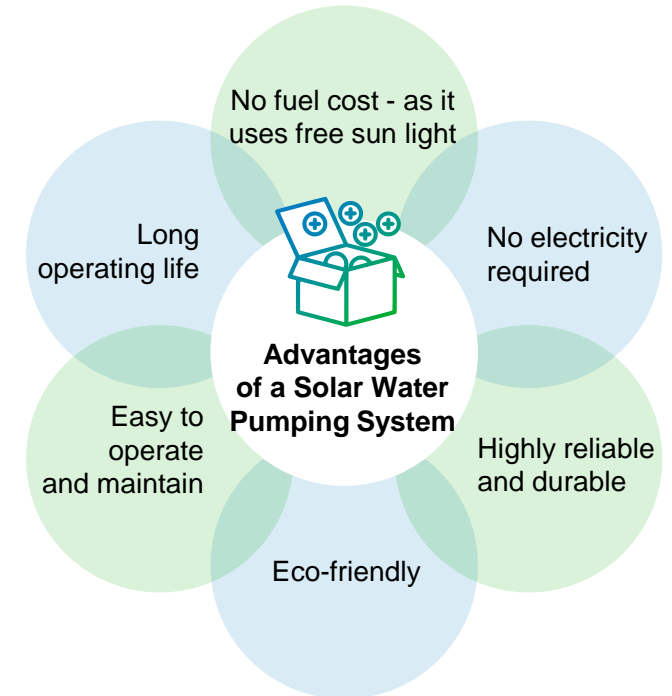 No fuel cost - as it
uses free sun light
Long
operating life
No electricity
required
Advantages
of a Solar Water
Pumping System
Easy to
operate
and maintain
Highly reliable
and durable
Eco-friendly